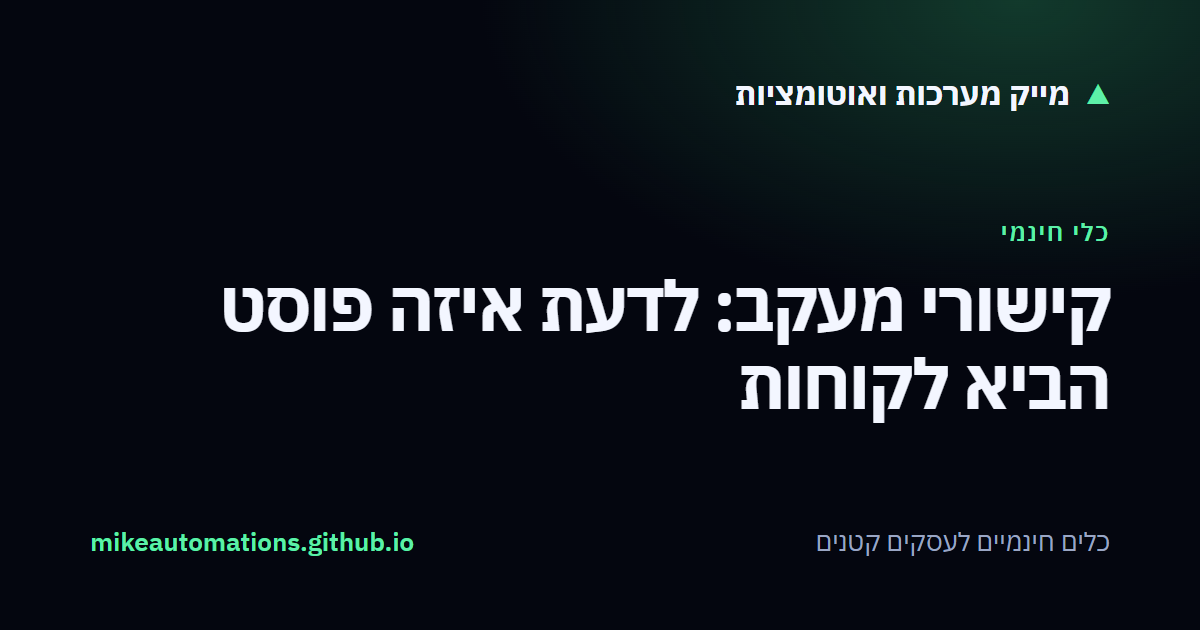 מייק מערכות ואוטומציות
כלי חינמי
קישורי מעקב: לדעת איזה פוסט
הביא לקוחות
כלים חינמיים לעסקים קטנים
mikeautomations.github.io